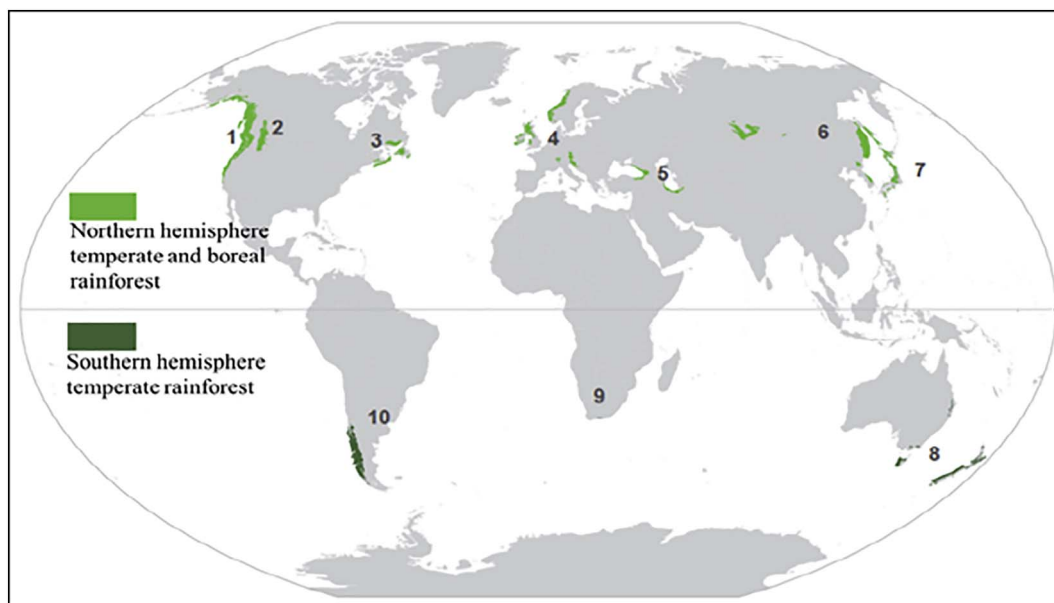 1
2
3
4
5
6
7
Northern hemisphere
temperate and boreal
rainforest
Southern hemisphere
temperate rainforest
8
9
10